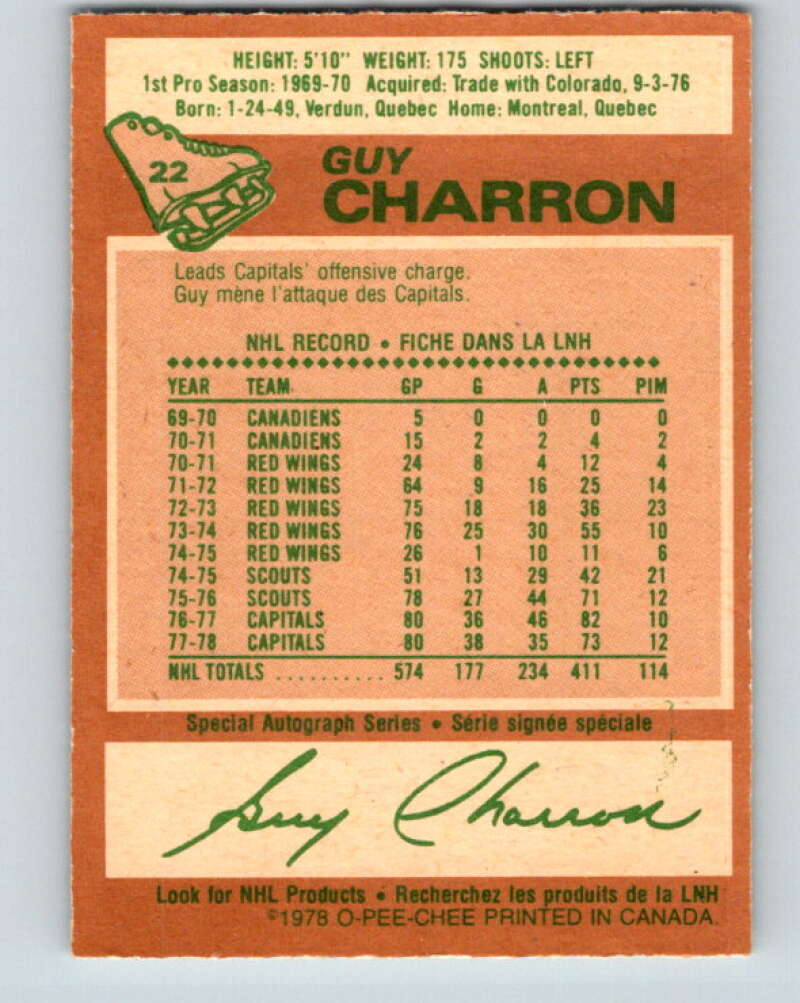 HEIGHT: 5'10" WEIGHT: 175 SHOOTS: LEFT
1st Pro Season: 1969-70 Acquired: Trade with Colorado, 9-3-76
Born: 1-24-49, Verdun, Quebec Home: Montreal, Quebec
22
GUY
CHARRON
Leads Capitals' offensive charge.
Guy mène l'attaque des Capitals.
NHL RECORD • FICHE DANS LA LNH
YEAR TEAM GP G A PTS PIM
69-70 CANADIENS 5 0 0 0 0
70-71 CANADIENS 15 2 2 4 2
70-71 RED WINGS 24 8 4 12 4
71-72 RED WINGS 64 9 16 25 14
72-73 RED WINGS 75 18 18 36 23
73-74 RED WINGS 76 25 30 55 10
74-75 RED WINGS 26 1 10 11 6
74-75 SCOUTS 51 13 29 42 21
75-76 SCOUTS 78 27 44 71 12
76-77 CAPITALS 80 36 46 82 10
77-78 CAPITALS 80 38 35 73 12
NHL TOTALS .......... 574 177 234 411 114
Special Autograph Series • Série signée spéciale
Guy Charron
Look for NHL Products • Recherchez les produits de la LNH
©1978 O-PEE-CHEE PRINTED IN CANADA.